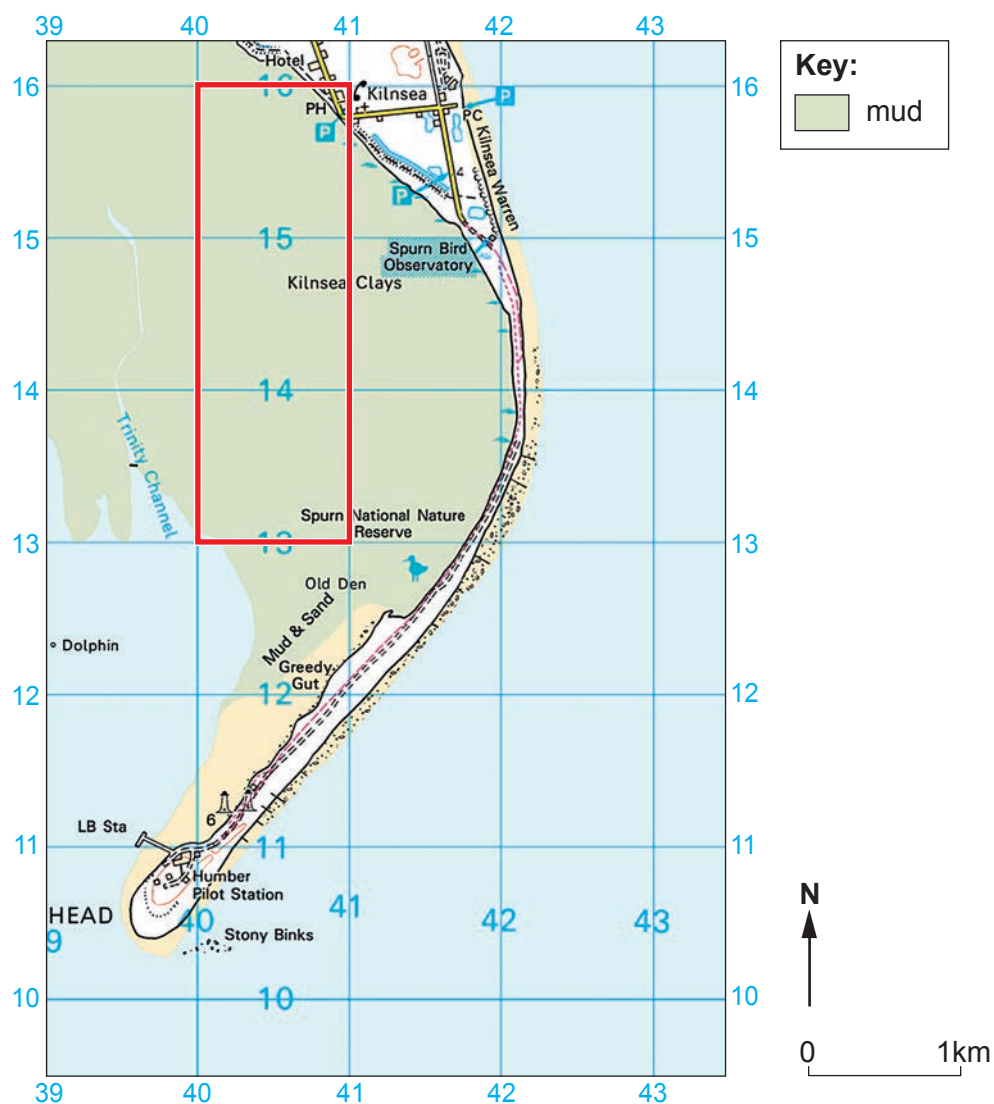 39
40
41
42
43
Key:
mud
16
16
16
Hotel
Kilnsea
PH
PC
P
P
P
4
Kilnsea Warren
15
15
15
Spurn Bird
Observatory
Kilnsea Clays
14
14
14
Trinity Channel
Spurn National Nature
Reserve
13
13
13
Old Den
Mud & Sand
Dolphin
Greedy
Gut
12
12
12
6
LB Sta
11
11
11
Humber
Pilot Station
HEAD
9
40
41
42
43
Stony Binks
10
10
10
N
0
1km
39
40
41
42
43